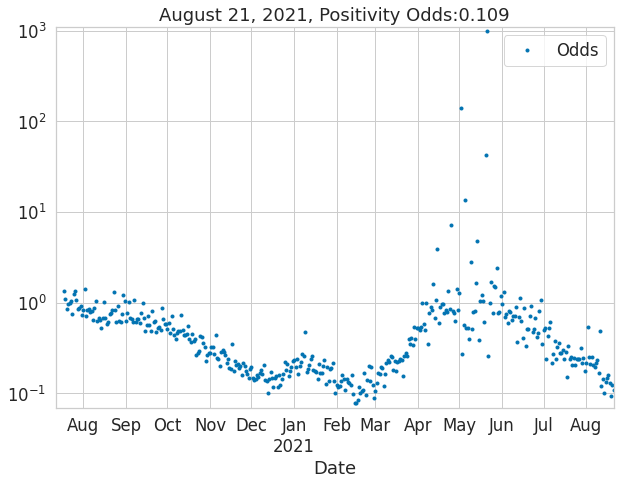 August 21, 2021, Positivity Odds:0.109
Odds
10³
10²
10¹
10⁰
10⁻¹
Aug Sep Oct Nov Dec Jan Feb Mar Apr May Jun Jul Aug
2021
Date